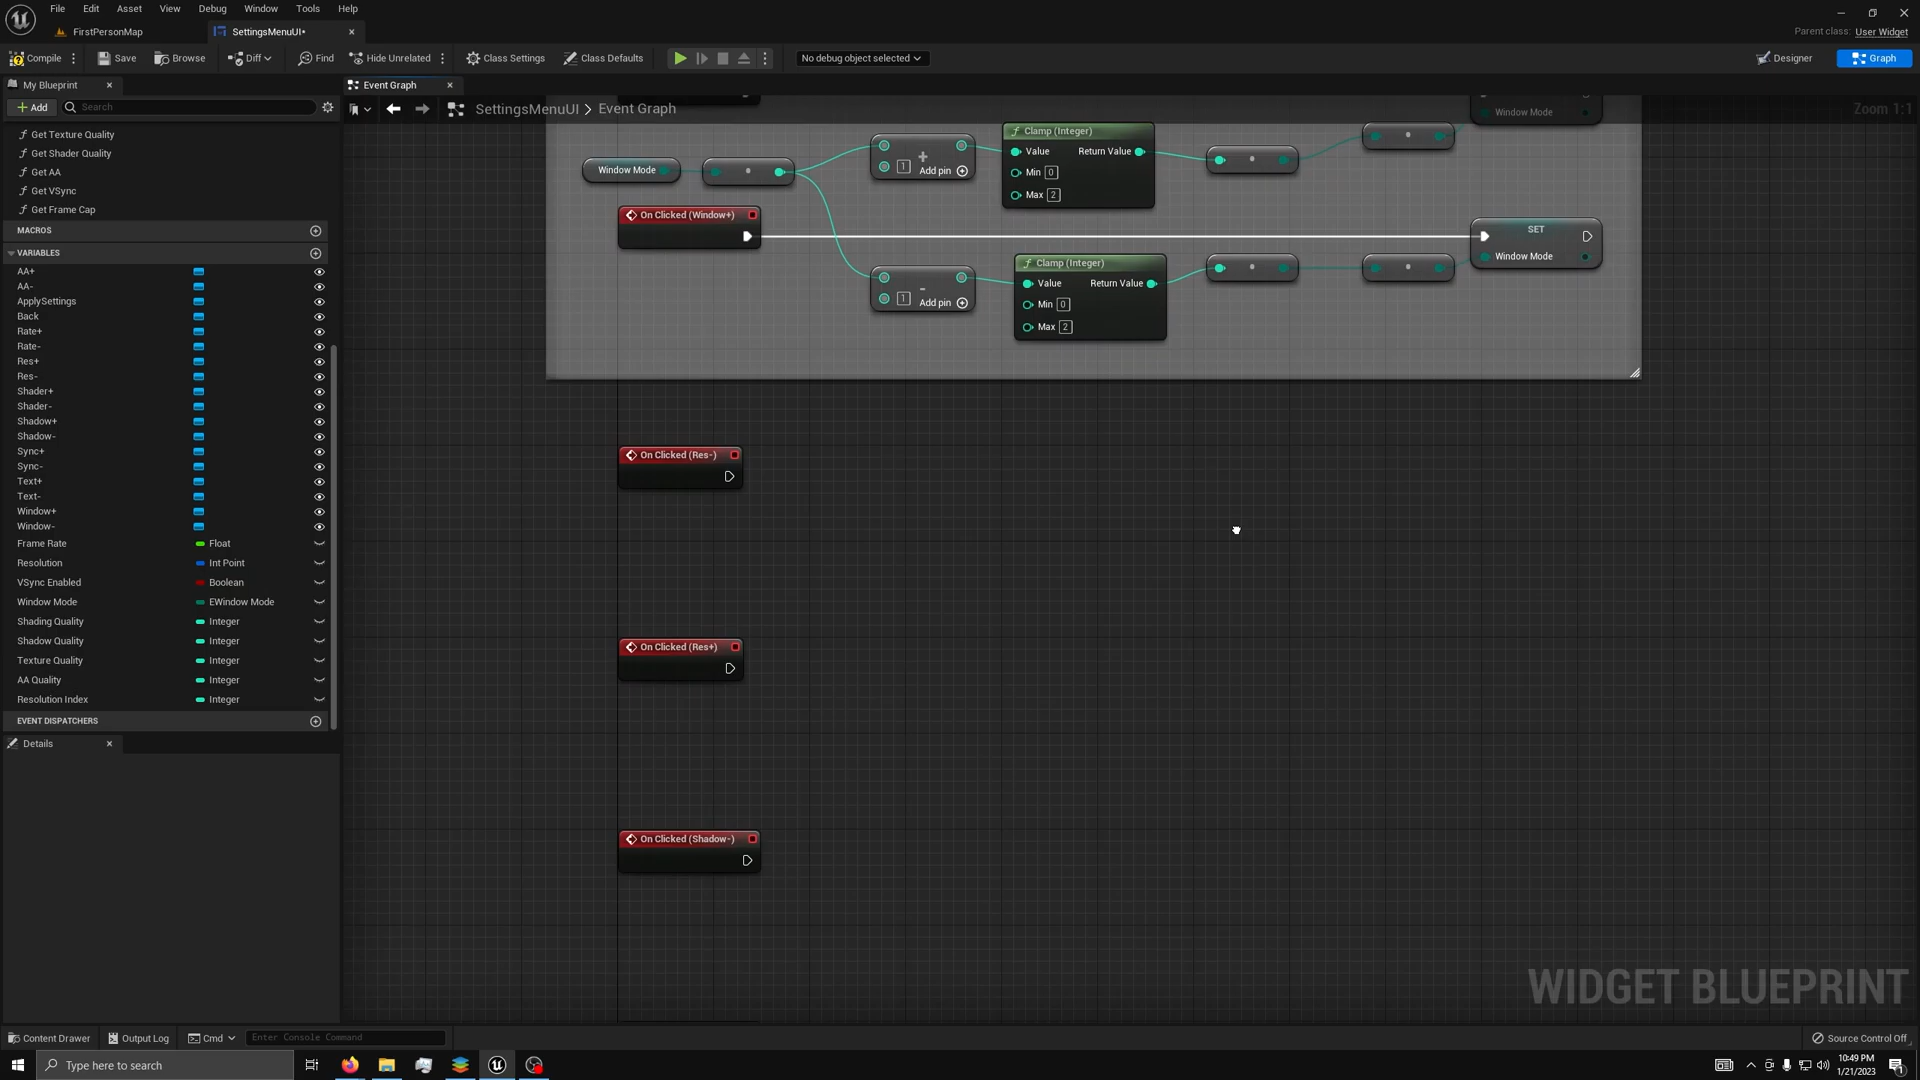 File Edit Asset View Window Debug Tools Help
FirstPersonMap
SettingsMenuUI•
Parent class: User Widget
Compile Save Browse Diff Find Hide Unrelated Class Settings Class Defaults No debug object selected Designer Graph
My Blueprint
Event Graph
Add Search
SettingsMenuUI > Event Graph
Zoom 1:1
Get Texture Quality
Get Shader Quality
Get AA
Get VSync
Get Frame Cap
MACROS
VARIABLES
AA+
AA-
ApplySettings
Back
Rate+
Rate-
Res+
Res-
Shader+
Shader-
Shadow+
Shadow-
Sync+
Sync-
Text+
Text-
Window+
Window-
Frame Rate Float
Resolution Int Point
VSync Enabled Boolean
Window Mode EWindow Mode
Shading Quality Integer
Shadow Quality Integer
Texture Quality Integer
AA Quality Integer
Resolution Index Integer
EVENT DISPATCHERS
Details
Window Mode
Clamp (Integer)
Value Return Value
Min 0
Max 2
1 Add pin
Window Mode
On Clicked (Window+)
SET
Window Mode
Clamp (Integer)
Value Return Value
Min 0
Max 2
1 Add pin
On Clicked (Res-)
On Clicked (Res+)
On Clicked (Shadow-)
WIDGET BLUEPRINT
Content Drawer Output Log Cmd Enter Console Command Source Control Off
Type here to search
10:49 PM
1/21/2023